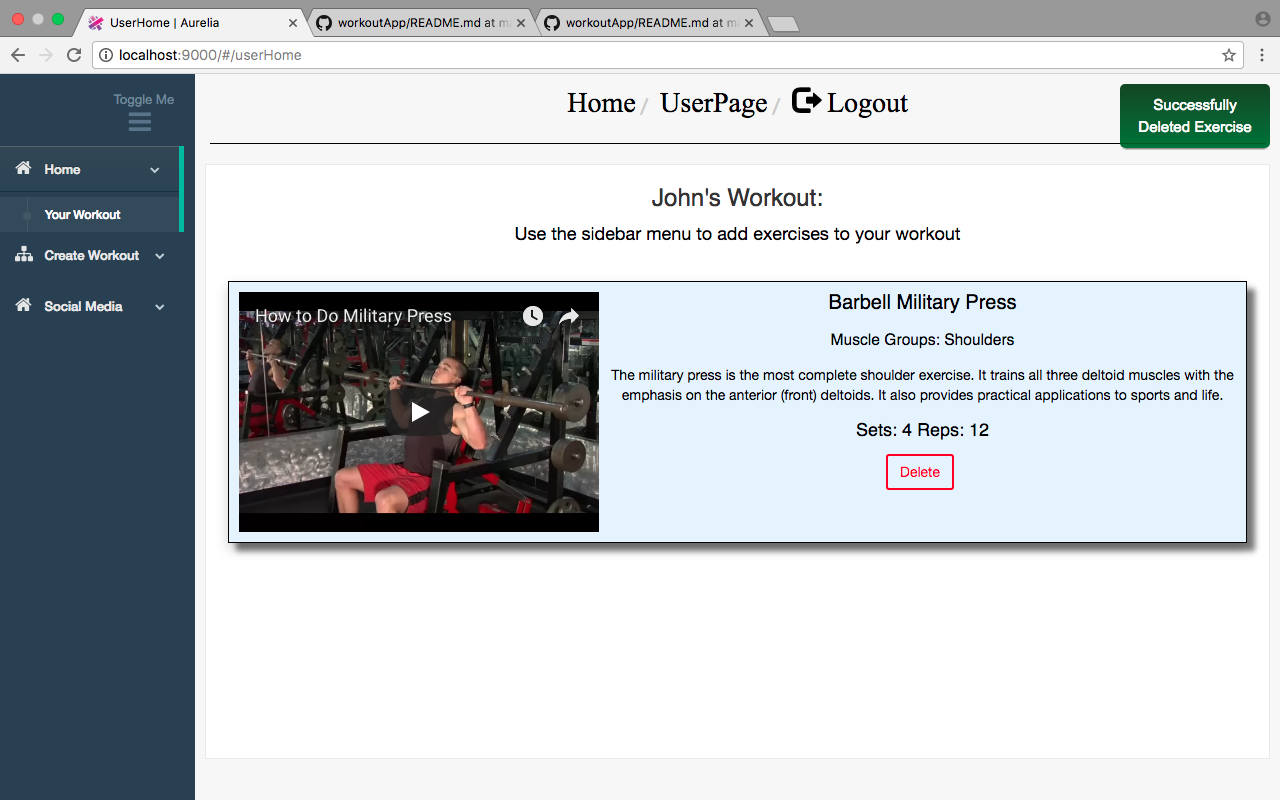 UserHome | Aurelia
workoutApp/README.md at ma
workoutApp/README.md at ma
localhost:9000/#/userHome
Toggle Me
Home / UserPage / Logout
Successfully
Deleted Exercise
Home
Your Workout
Create Workout
Social Media
John's Workout:
Use the sidebar menu to add exercises to your workout
How to Do Military Press
Barbell Military Press
Muscle Groups: Shoulders
The military press is the most complete shoulder exercise. It trains all three deltoid muscles with the
emphasis on the anterior (front) deltoids. It also provides practical applications to sports and life.
Sets: 4 Reps: 12
Delete